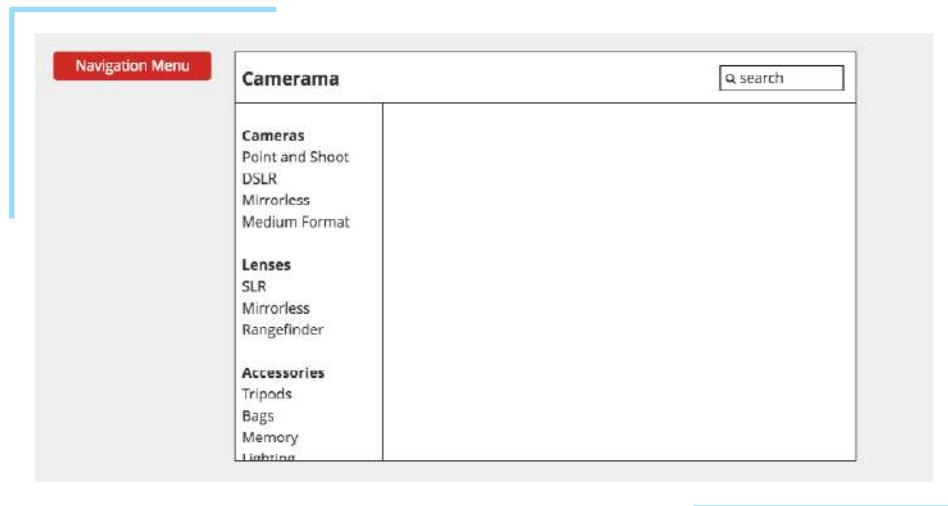 Navigation Menu
Camerama
search
Cameras
Point and Shoot
DSLR
Mirrorless
Medium Format
Lenses
SLR
Mirrorless
Rangefinder
Accessories
Tripods
Bags
Memory
Lighting